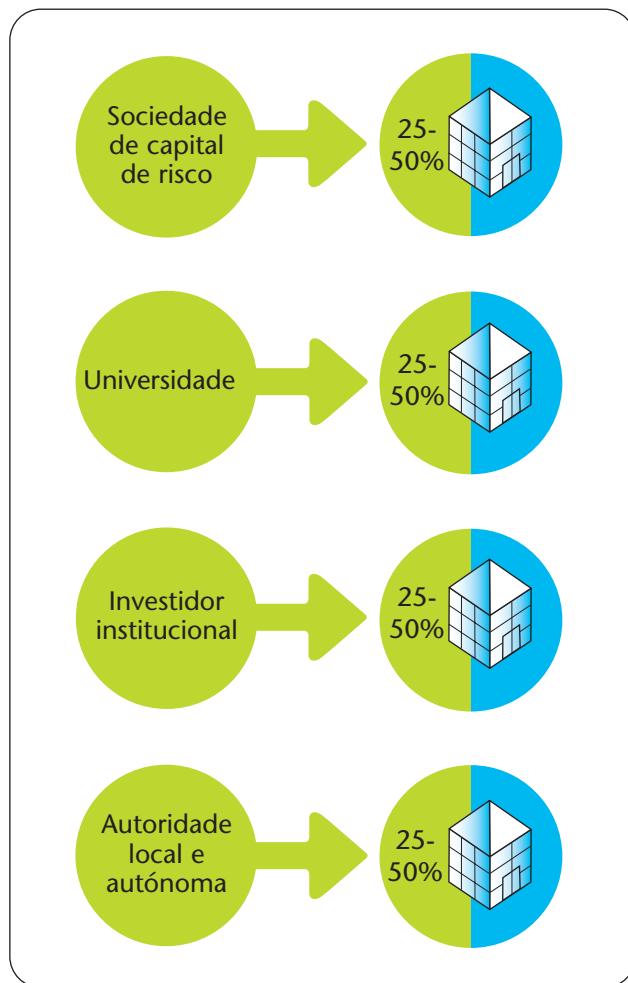 Sociedade
de capital
de risco
25-
50%
Universidade
25-
50%
Investidor
institucional
25-
50%
Autoridade
local e
autónoma
25-
50%